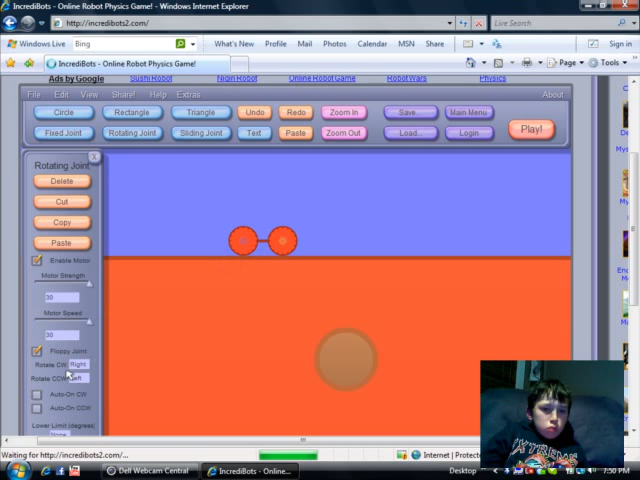 IncrediBots - Online Robot Physics Game! - Windows Internet Explorer
http://incredibots2.com/
Live Search
Windows Live Bing What's New Profile Mail Photos Calendar MSN Share Sign in
IncrediBots - Online Robot Physics Game! Page Tools
Ads by Google Sushi Robot Niqin Robot Online Robot Game RobotWars Physics
File Edit View Share! Help Extras About
Circle Rectangle Triangle Undo Redo Zoom In Save... Main Menu
Fixed Joint Rotating Joint Sliding Joint Text Paste Zoom Out Load... Login
Play!
X
Rotating Joint
Delete
Cut
Copy
Paste
Enable Motor
Motor Strength
30
Motor Speed
30
Floppy Joint
Rotate CW: Right
Rotate CCW: Left
Auto-On CW
Auto-On CCW
Lower Limit (degrees)
None
XTREME
Waiting for http://incredibots2.com/... Internet | Protected
Dell Webcam Central IncrediBots - Online... Desktop 7:50 PM